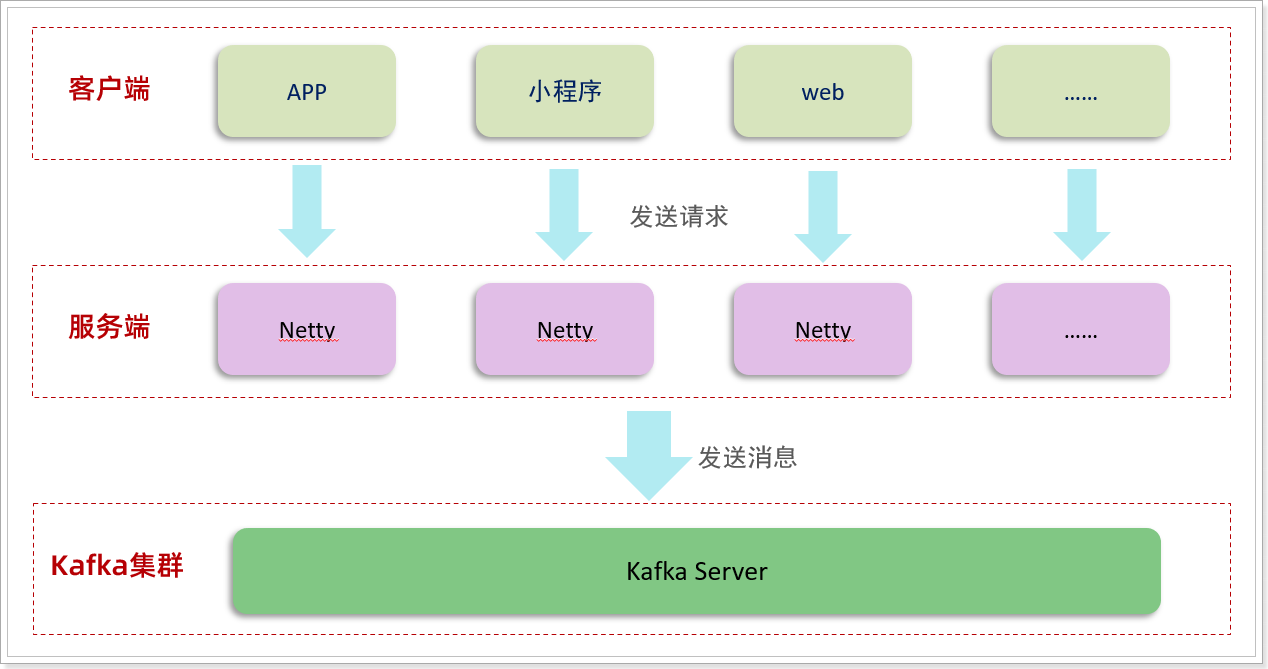 客户端
APP
小程序
web
……
发送请求
服务端
Netty
Netty
Netty
……
发送消息
Kafka集群
Kafka Server